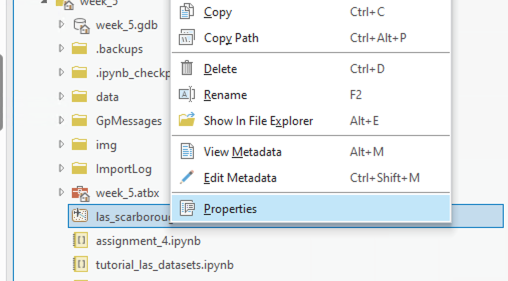 week_5
week_5.gdb
.backups
.ipynb_checkp
data
GpMessages
img
ImportLog
week_5.atbx
las_scarboroug
assignment_4.ipynb
tutorial_las_datasets.ipynb
Copy Ctrl+C
Copy Path Ctrl+Alt+P
Delete Ctrl+D
Rename F2
Show In File Explorer Alt+E
View Metadata Alt+M
Edit Metadata Ctrl+Shift+M
Properties